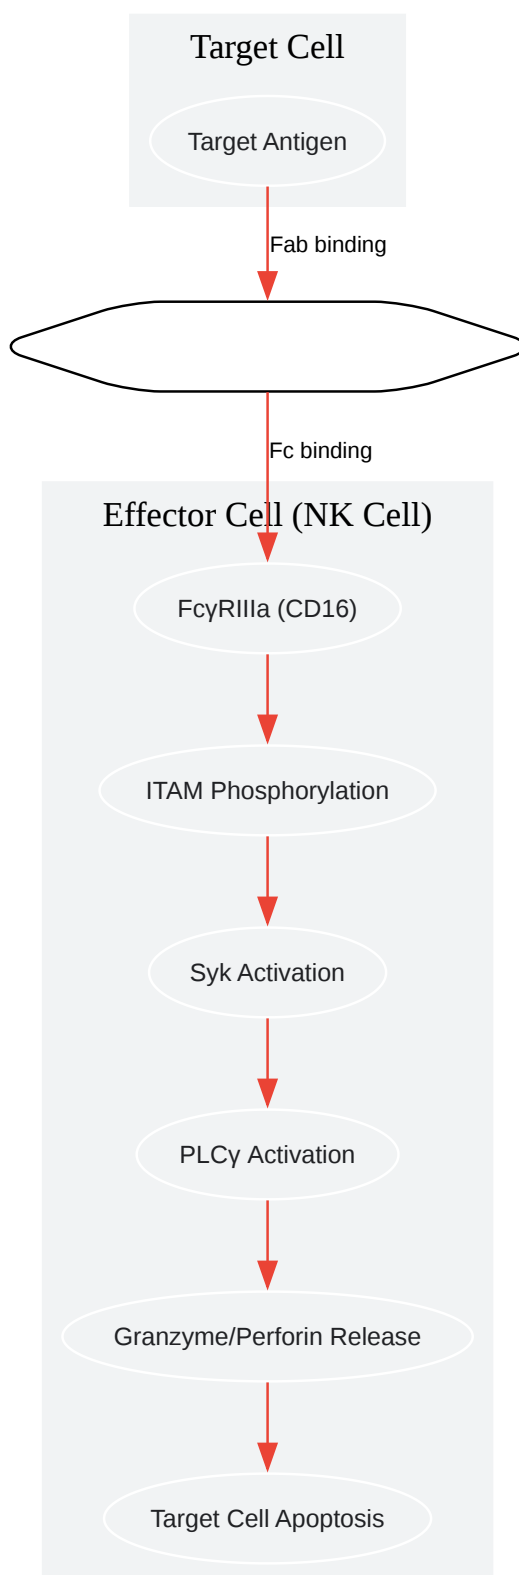 Target Cell
Target Antigen
Fab binding
Fc binding
Effector Cell (NK Cell)
FcγRIIIa (CD16)
ITAM Phosphorylation
Syk Activation
PLCγ Activation
Granzyme/Perforin Release
Target Cell Apoptosis